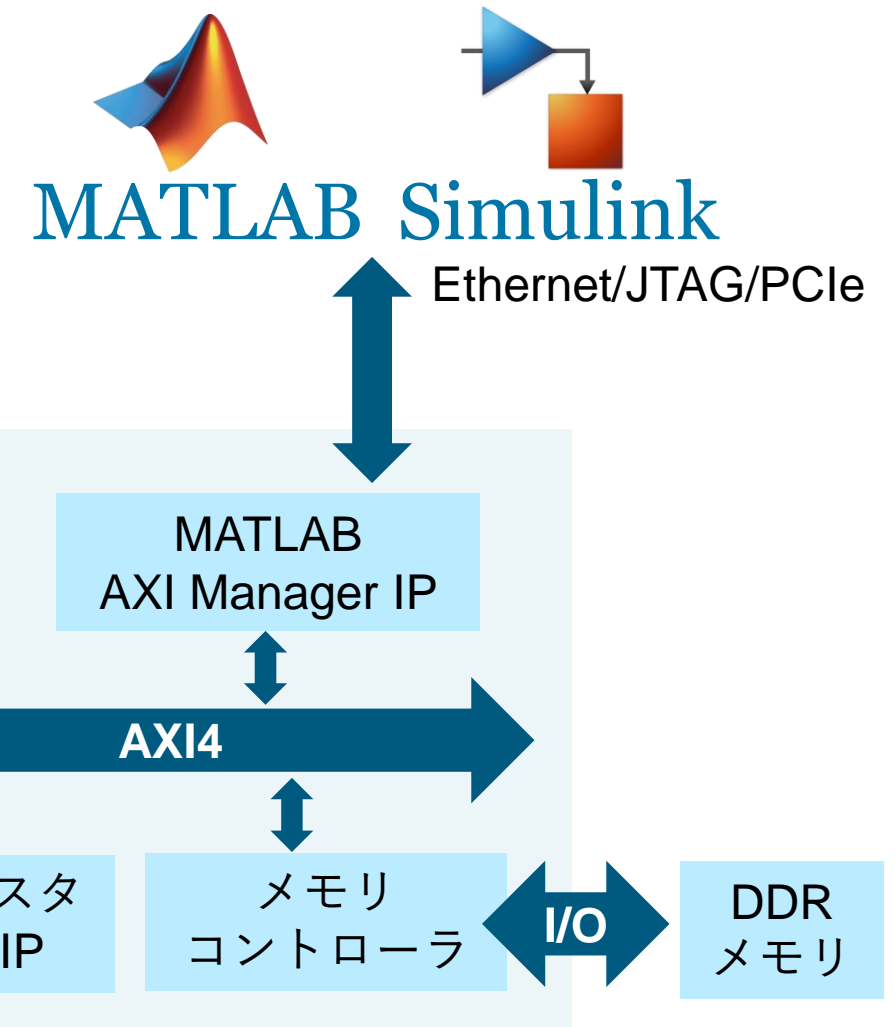 MATLAB Simulink
Ethernet/JTAG/PCIe
MATLAB
AXI Manager IP
AXI4
スタ
IP
メモリ
コントローラ
I/O
DDR
メモリ